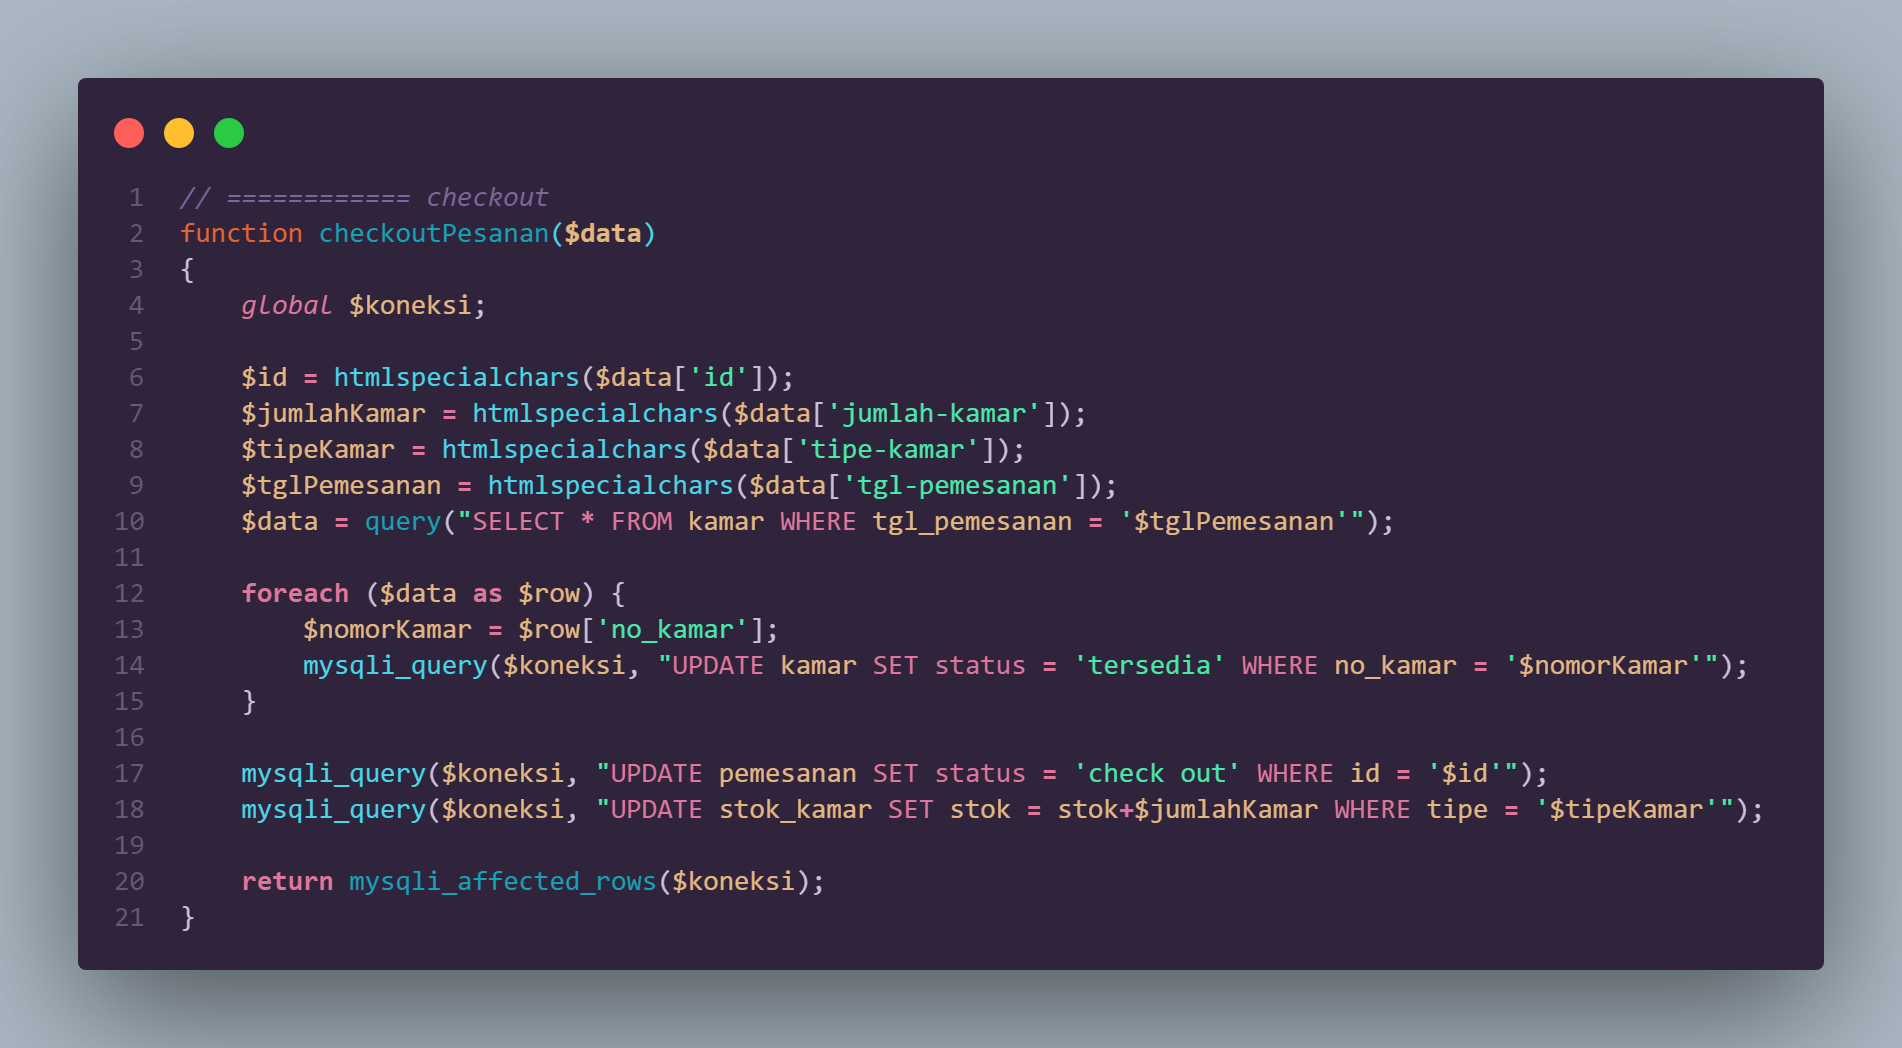 1 // ============ checkout
2 function checkoutPesanan($data)
3 {
4     global $koneksi;
5
6     $id = htmlspecialchars($data['id']);
7     $jumlahKamar = htmlspecialchars($data['jumlah-kamar']);
8     $tipeKamar = htmlspecialchars($data['tipe-kamar']);
9     $tglPemesanan = htmlspecialchars($data['tgl-pemesanan']);
10     $data = query("SELECT * FROM kamar WHERE tgl_pemesanan = '$tglPemesanan'");
11
12     foreach ($data as $row) {
13         $nomorKamar = $row['no_kamar'];
14         mysqli_query($koneksi, "UPDATE kamar SET status = 'tersedia' WHERE no_kamar = '$nomorKamar'");
15     }
16
17     mysqli_query($koneksi, "UPDATE pemesanan SET status = 'check out' WHERE id = '$id'");
18     mysqli_query($koneksi, "UPDATE stok_kamar SET stok = stok+$jumlahKamar WHERE tipe = '$tipeKamar'");
19
20     return mysqli_affected_rows($koneksi);
21 }